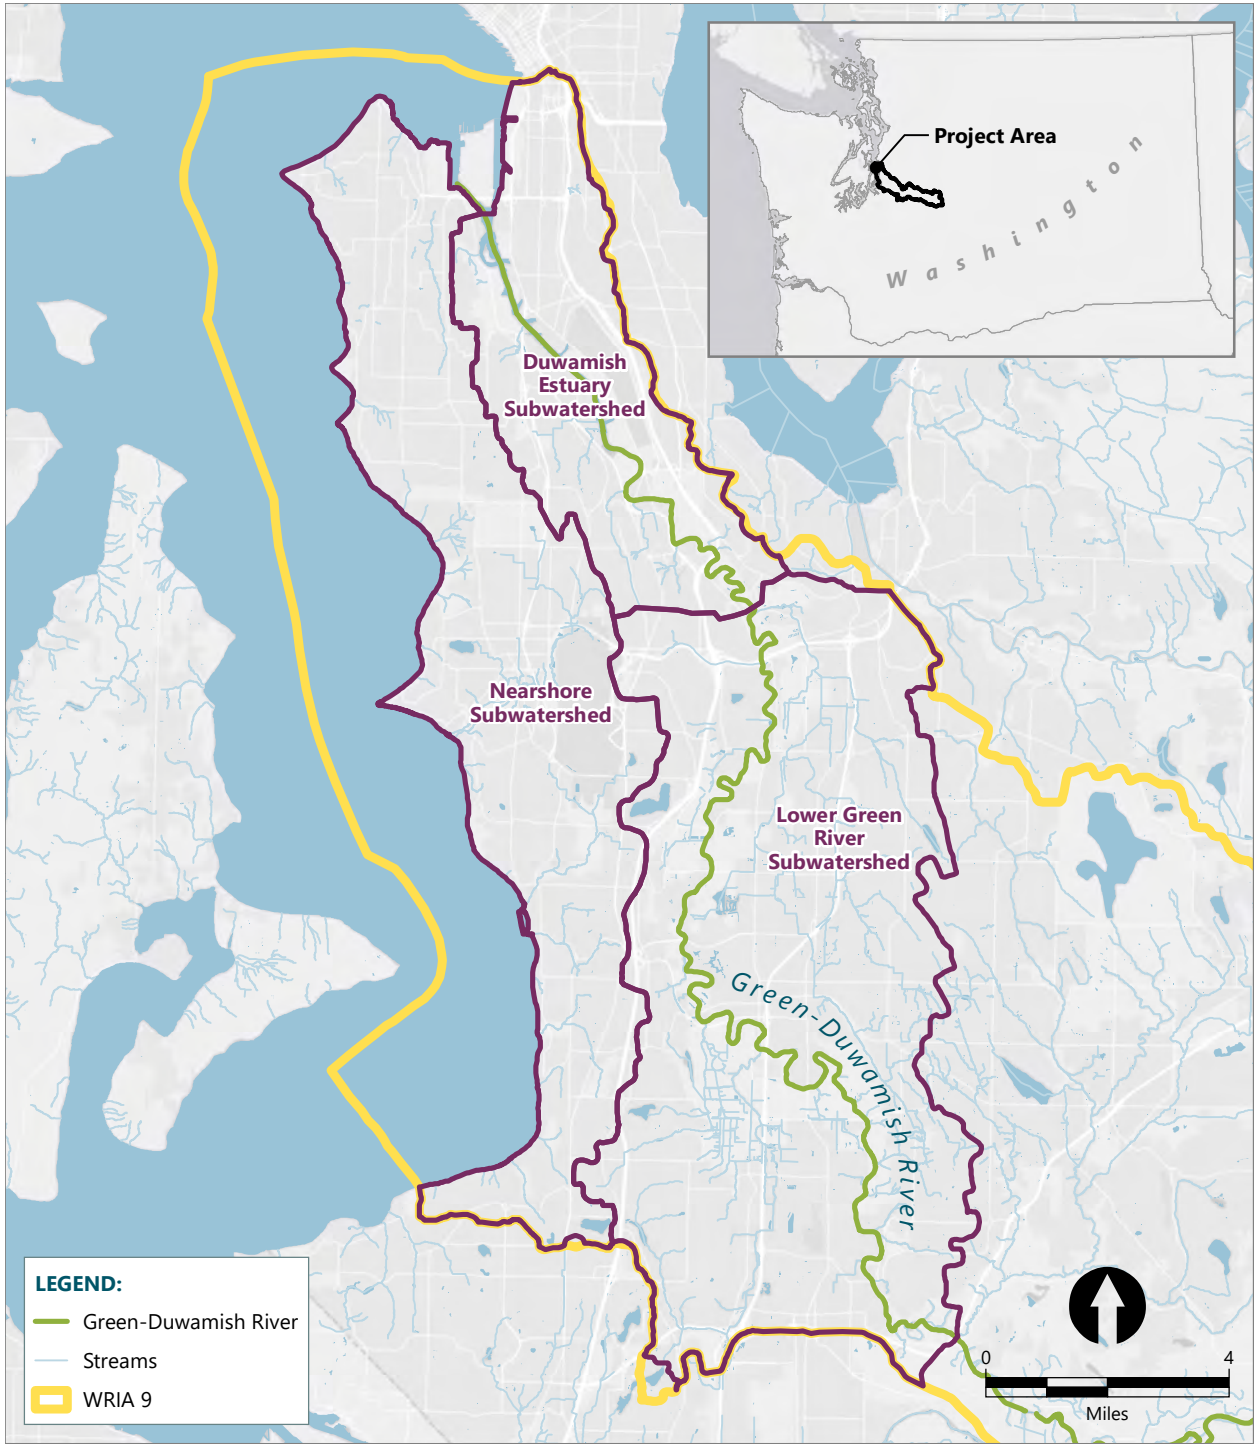 Project Area
Washington
Duwamish
Estuary
Subwatershed
Nearshore
Subwatershed
Lower Green
River
Subwatershed
Green-Duwamish River
LEGEND:
Green-Duwamish River
Streams
WRIA 9
0 4
Miles